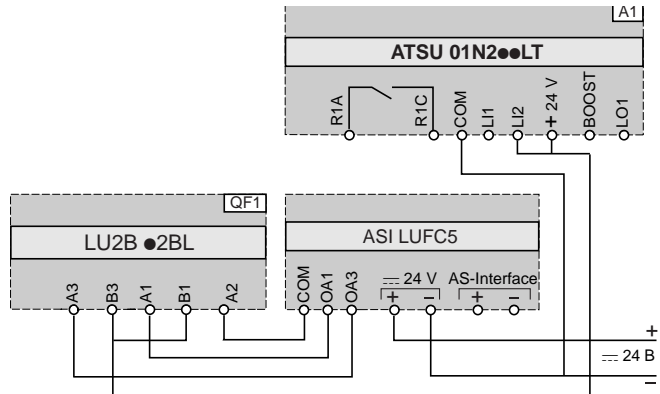 A1
ATSU 01N2●●LT
R1A R1C COM LI1 LI2 + 24 V BOOST LO1
QF1
LU2B ●2BL
ASI LUFC5
A3 B3 A1 B1 A2
COM OA1 OA3
⎓ 24 V AS-Interface
+ − + −
+
⎓ 24 В
−